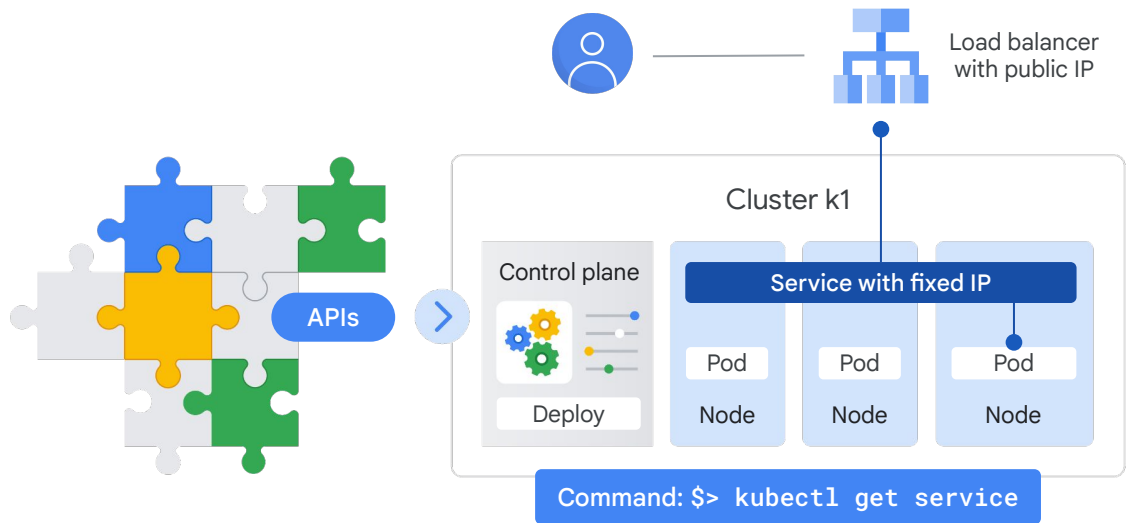 Load balancer
with public IP
Cluster k1
Control plane
Service with fixed IP
APIs
Pod
Pod
Pod
Deploy
Node
Node
Node
Command: $> kubectl get service